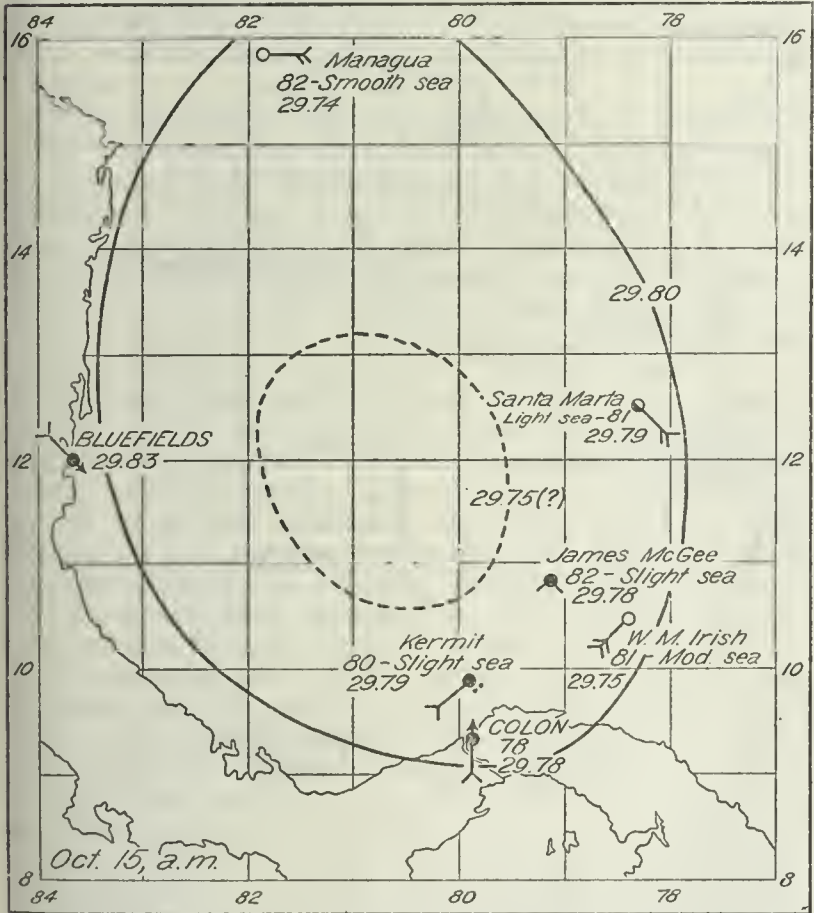 84
82
80
78
16
16
Managua
82-Smooth sea
29.74
14
14
29.80
Santa Marta
Light sea-81
29.79
BLUEFIELDS
29.83
12
12
29.75(?)
James McGee
82-Slight sea
29.78
Kermit
80-Slight sea
29.79
W. M. Irish
81-Mod. sea
29.75
10
10
COLON
78
29.78
Oct. 15, a.m.
8
8
84
82
80
78